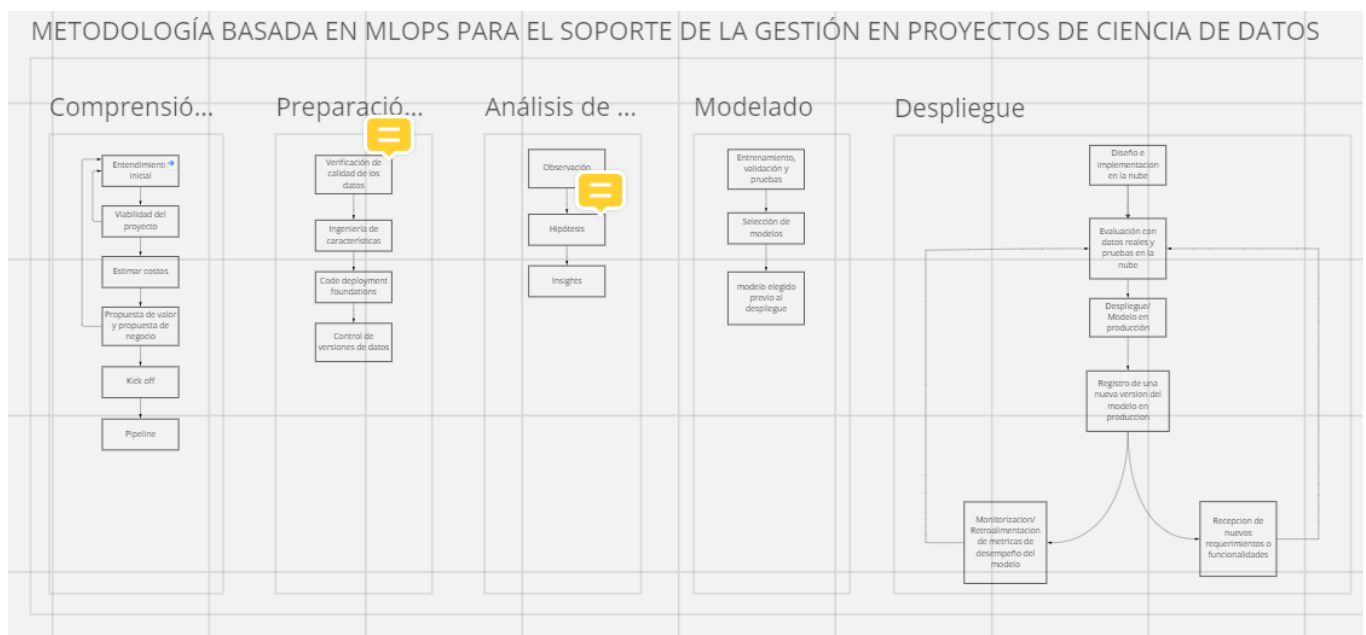 METODOLOGÍA BASADA EN MLOPS PARA EL SOPORTE DE LA GESTIÓN EN PROYECTOS DE CIENCIA DE DATOS
Comprensió...
Entendimient
inicial
Viabilidad del
proyecto
Estimar costos
Propuesta de valor
y propuesta de
negocio
Kick off
Pipeline
Preparació...
Verificación de
calidad de los
datos
Ingeniería de
características
Code deployment
foundations
Control de
versiones de datos
Análisis de ...
Observación
Hipótesis
Insights
Modelado
Entrenamiento,
validación y
pruebas
Selección de
modelos
modelo elegido
previo al
despliegue
Despliegue
Diseño e
implementacion
en la nube
Evaluación con
datos reales y
pruebas en la
nube
Despliegue/
Modelo en
producción
Registro de una
nueva version del
modelo en
produccion
Monitorizacion/
Retroalimentacion
de metricas de
desempeño del
modelo
Recepcion de
nuevos
requerimientos o
funcionalidades